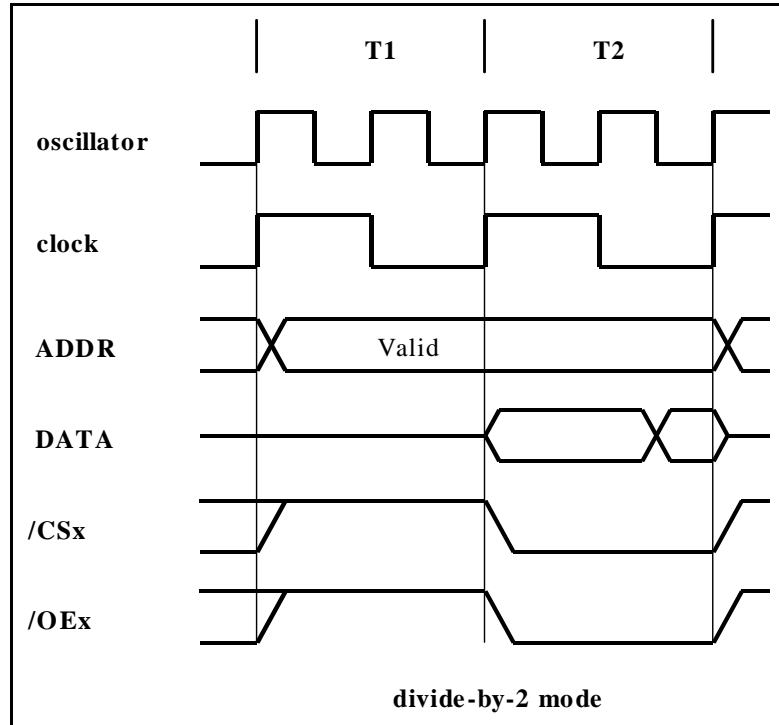 T1 T2
oscillator
clock
ADDR Valid
DATA
/CSx
/OEx
divide-by-2 mode